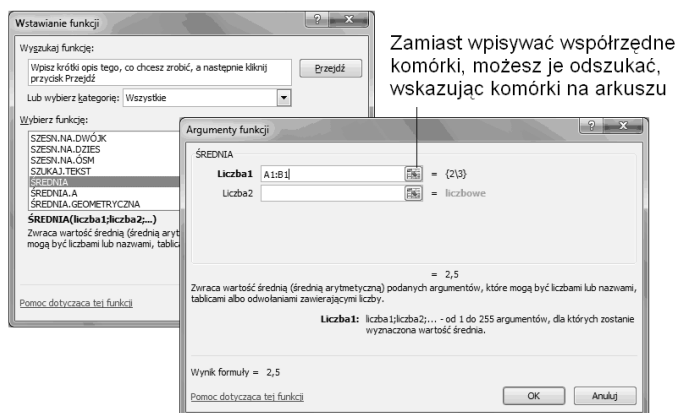 Wstawianie funkcji
Wyszukaj funkcję:
Wpisz krótki opis tego, co chcesz zrobić, a następnie kliknij
przycisk Przejdź
Przejdź
Lub wybierz kategorię: Wszystkie
Wybierz funkcję:
SZESN.NA.DWÓJK
SZESN.NA.DZIES
SZESN.NA.ÓSM
SZUKAJ.TEKST
ŚREDNIA
ŚREDNIA.A
ŚREDNIA.GEOMETRYCZNA
ŚREDNIA(liczba1;liczba2;...)
Zwraca wartość średnią (średnią aryt
mogą być liczbami lub nazwami, tablic
Pomoc dotycząca tej funkcji
Zamiast wpisywać współrzędne
komórki, możesz je odszukać,
wskazując komórki na arkuszu
Argumenty funkcji
ŚREDNIA
Liczba1 A1:B1 = {2\3}
Liczba2 = liczbowe
= 2,5
Zwraca wartość średnią (średnią arytmetyczną) podanych argumentów, które mogą być liczbami lub nazwami,
tablicami albo odwołaniami zawierającymi liczby.
Liczba1: liczba1;liczba2;... - od 1 do 255 argumentów, dla których zostanie
wyznaczona wartość średnia.
Wynik formuły = 2,5
Pomoc dotycząca tej funkcji
OK Anuluj